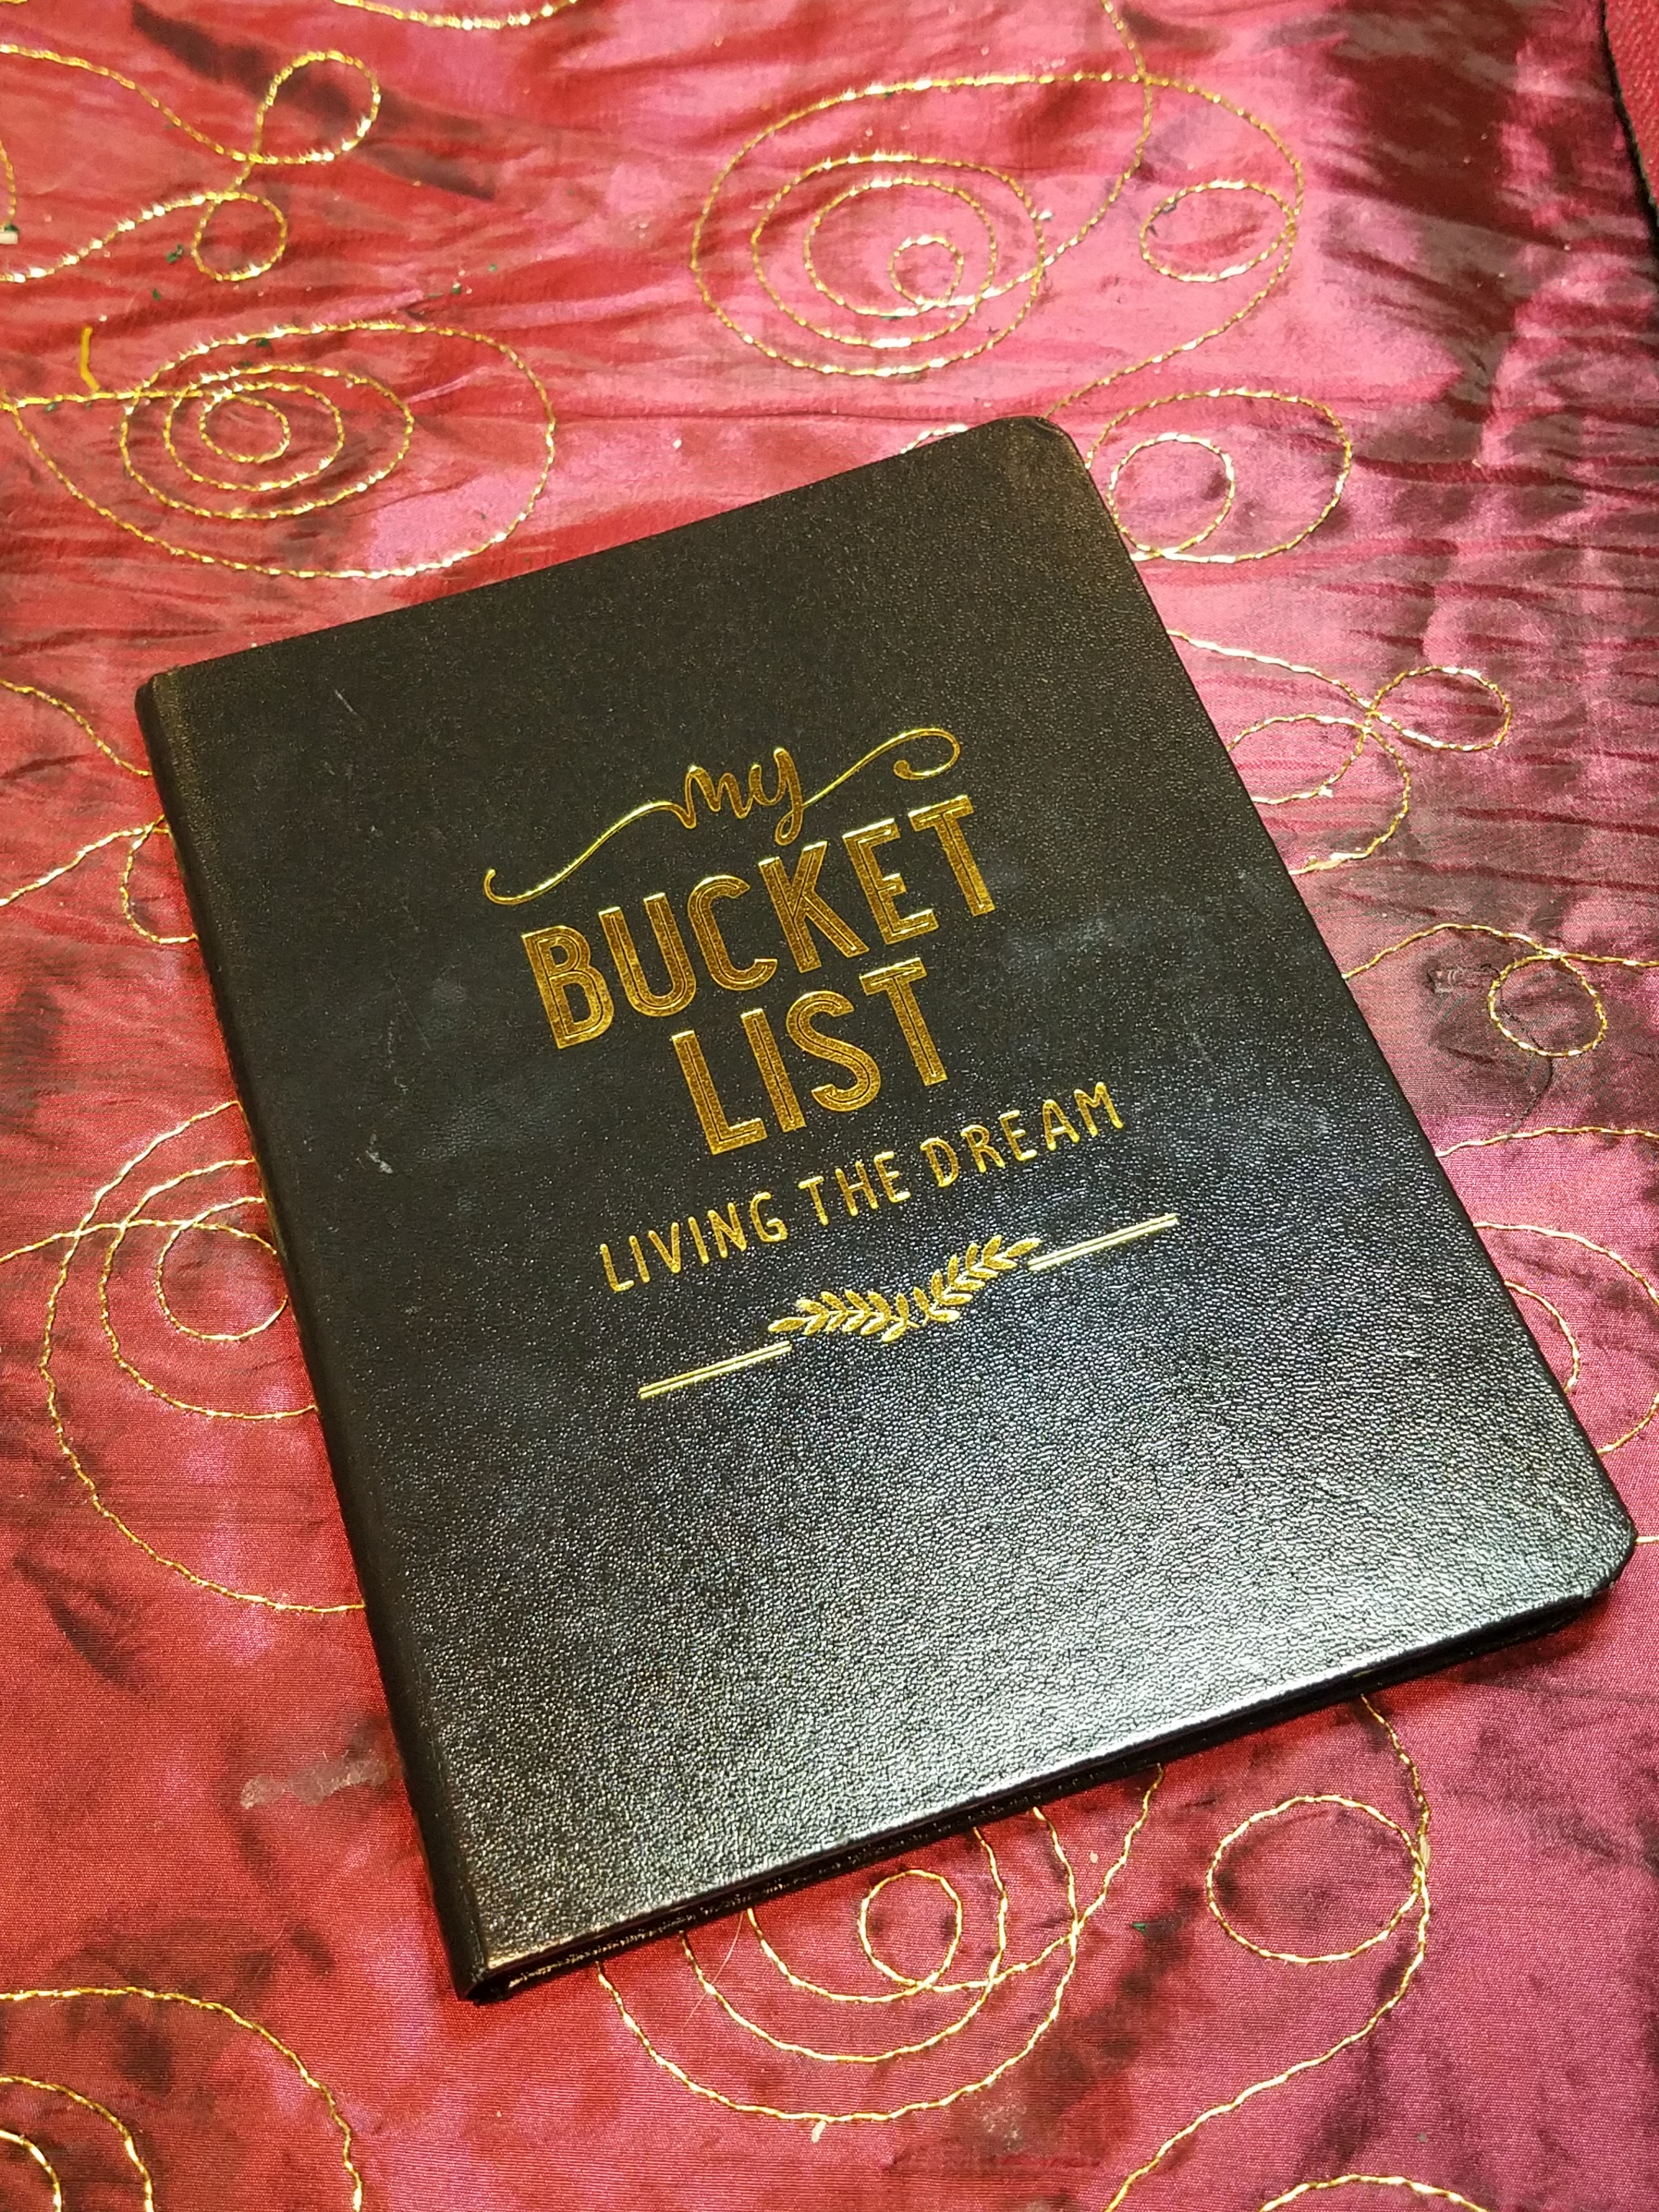 my
BUCKET
LIST
LIVING THE DREAM